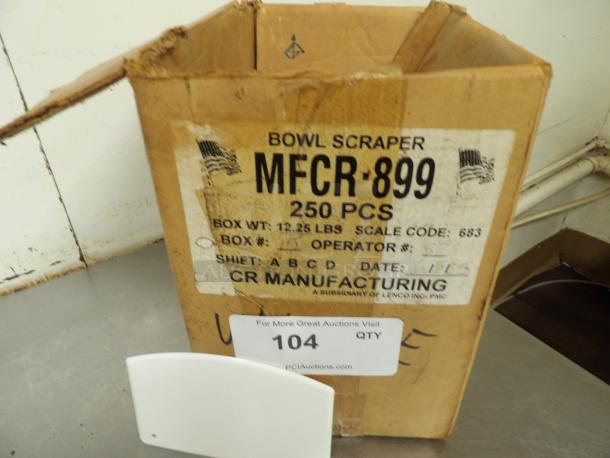 BOWL SCRAPER
MFCR-899
250 PCS
BOX WT: 12.25 LBS SCALE CODE: 683
BOX #: OPERATOR #:
SHIFT: A B C D DATE:
CR MANUFACTURING
A SUBSIDIARY OF LENCO INC- PMC
For More Great Auctions Visit
104 QTY
PCIAuctions.com